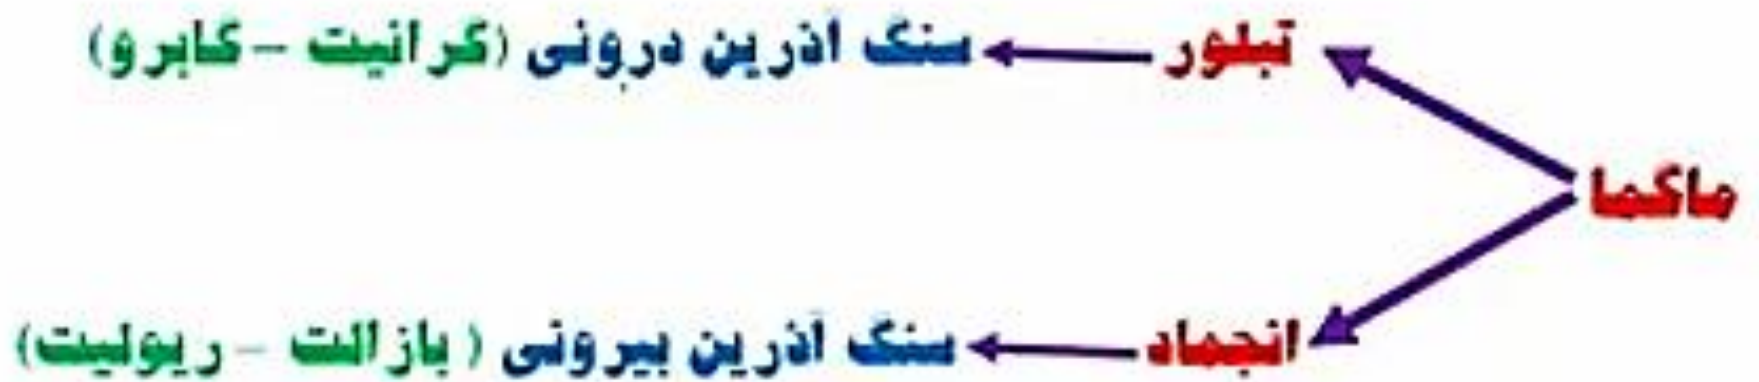 تبلور سنگ آذرین درونی (گرانیت – گابرو)
ماگما
انجماد سنگ آذرین بیرونی ( بازالت – ریولیت)